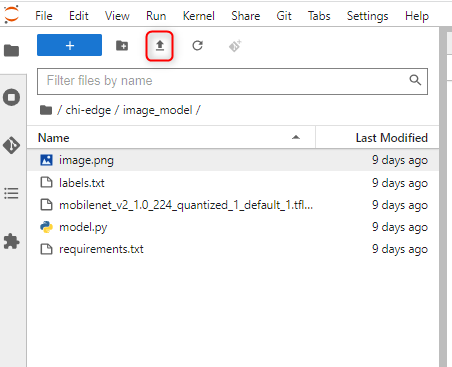 File Edit View Run Kernel Share Git Tabs Settings Help
+
Filter files by name
/ chi-edge / image_model /
Name Last Modified
image.png 9 days ago
labels.txt 9 days ago
mobilenet_v2_1.0_224_quantized_1_default_1.tfl... 9 days ago
model.py 9 days ago
requirements.txt 9 days ago